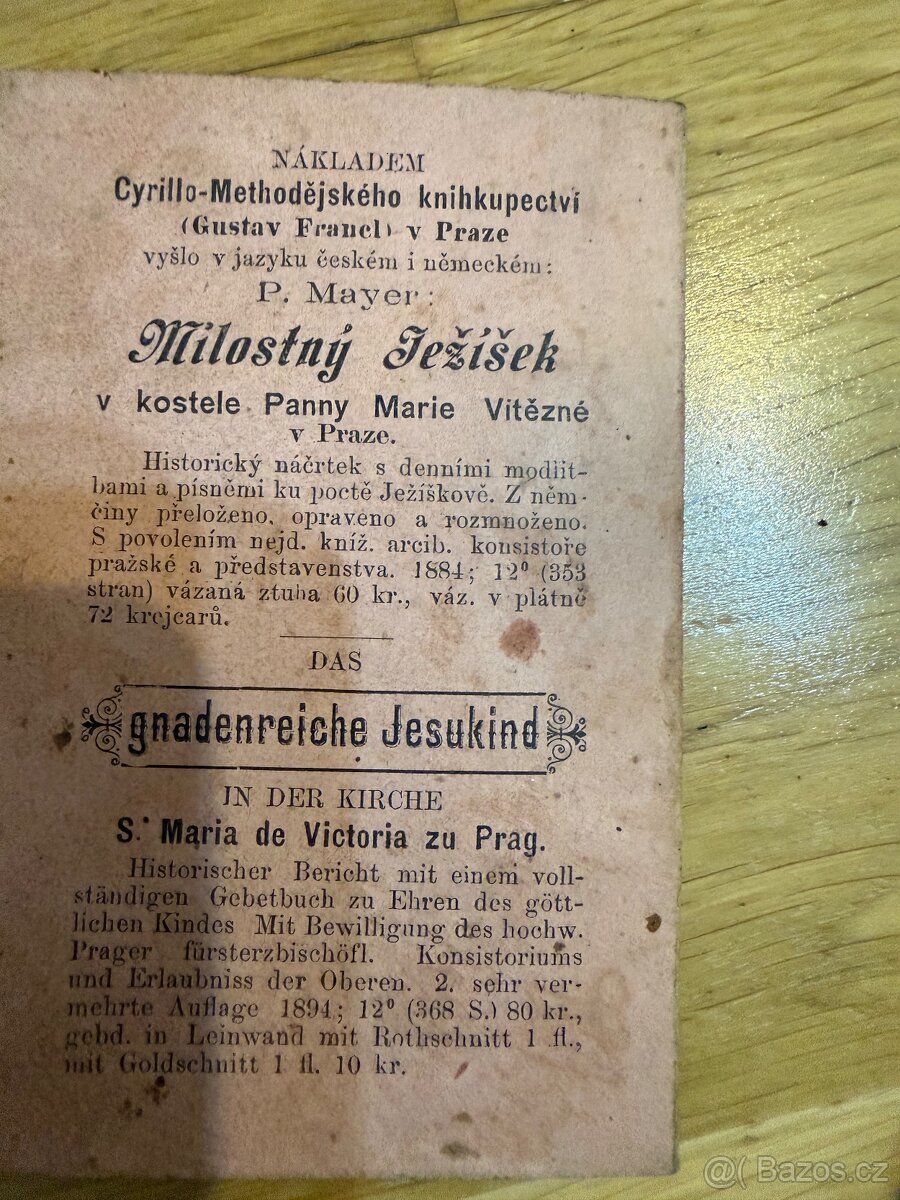 NÁKLADEM
Cyrillo-Methodějského knihkupectví
(Gustav Francl) v Praze
vyšlo v jazyku českém i německém:
P. Mayer:
Milostný Ježíšek
v kostele Panny Marie Vítězné
v Praze.
Historický náčrtek s denními modlit-
bami a písněmi ku poctě Ježíškově. Z něm-
činy přeloženo, opraveno a rozmnoženo.
S povolením nejd. kníž. arcib. konsistoře
pražské a představenstva. 1884; 12⁰ (353
stran) vázaná ztuha 60 kr., váz. v plátně
72 krejcarů.
DAS
gnadenreiche Jesukind
IN DER KIRCHE
S. Maria de Victoria zu Prag.
Historischer Bericht mit einem voll-
ständigen Gebetbuch zu Ehren des gött-
lichen Kindes Mit Bewilligung des hochw.
Prager fürsterzbischöfl. Konsistoriums
und Erlaubniss der Oberen. 2. sehr ver-
mehrte Auflage 1894; 12⁰ (368 S.) 80 kr.,
gebd. in Leinwand mit Rothschnitt 1 fl.,
mit Goldschnitt 1 fl. 10 kr.
@( Bazos.cz